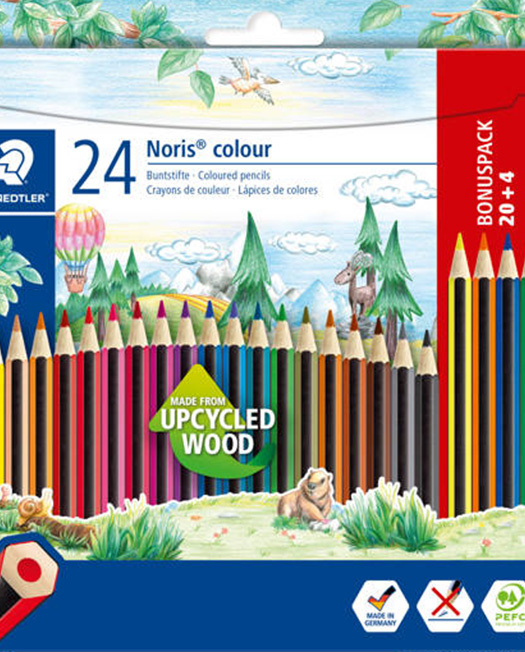 24
Noris® colour
Buntstifte · Coloured pencils
Crayons de couleur · Lápices de colores
AEDTLER®
BONUSPACK
20 + 4
MADE FROM
UPCYCLED
WOOD
MADE IN
GERMANY
PEFC